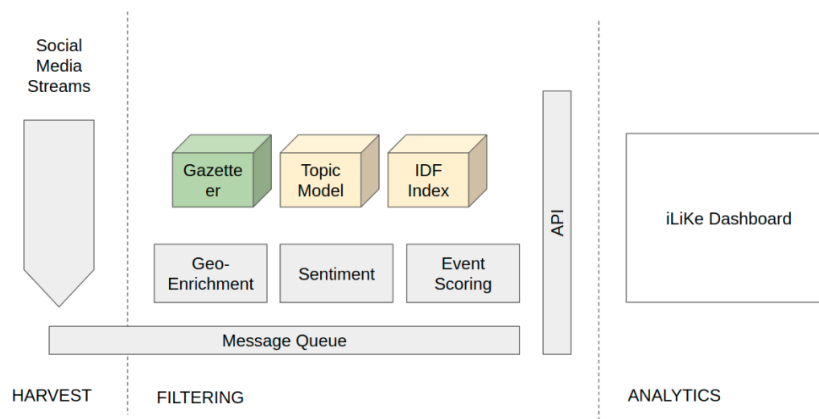 Social
Media
Streams
Gazette
er
Topic
Model
IDF
Index
API
iLiKe Dashboard
Geo-
Enrichment
Sentiment
Event
Scoring
Message Queue
HARVEST
FILTERING
ANALYTICS